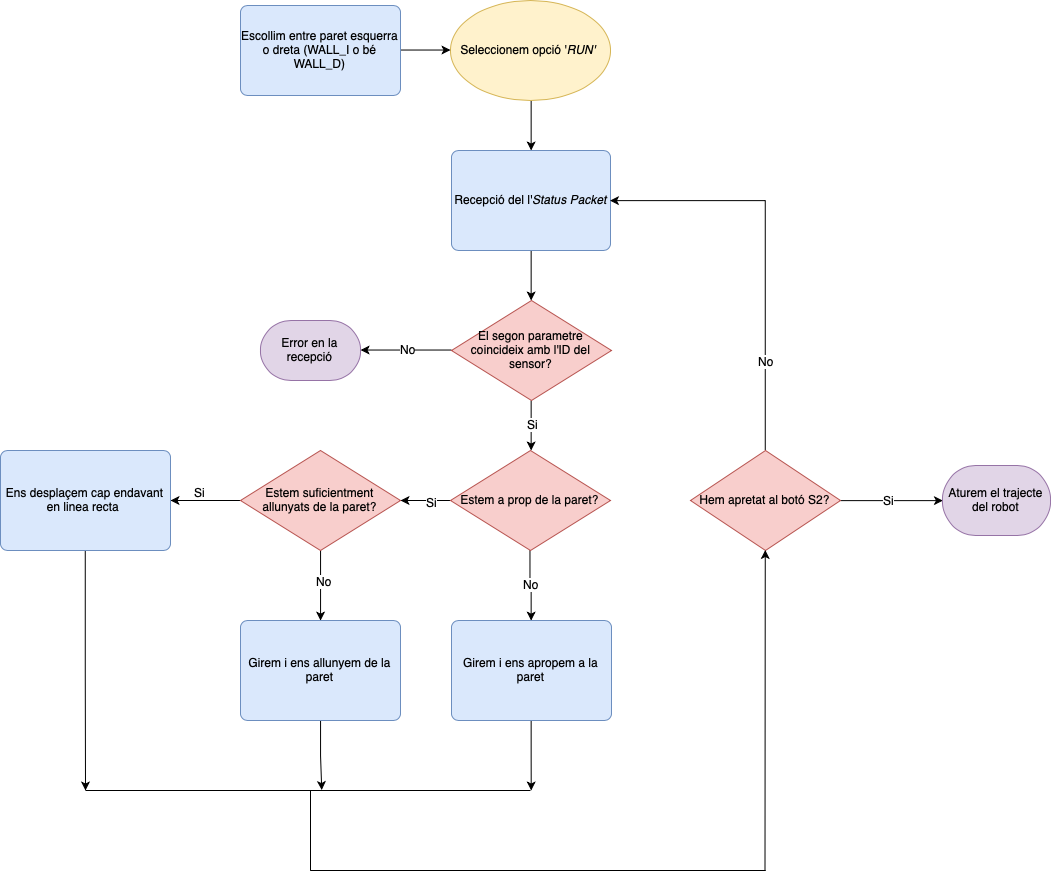 Escollim entre paret esquerra
o dreta (WALL_I o bé
WALL_D)
Seleccionem opció 'RUN'
Recepció del l'Status Packet
El segon parametre
coincideix amb l'ID del
sensor?
No
Error en la
recepció
No
Si
Ens desplaçem cap endavant
en linea recta
Si
Estem suficientment
allunyats de la paret?
Si
Estem a prop de la paret?
Hem apretat al botó S2?
Si
Aturem el trajecte
del robot
No
No
Girem i ens allunyem de la
paret
Girem i ens apropem a la
paret